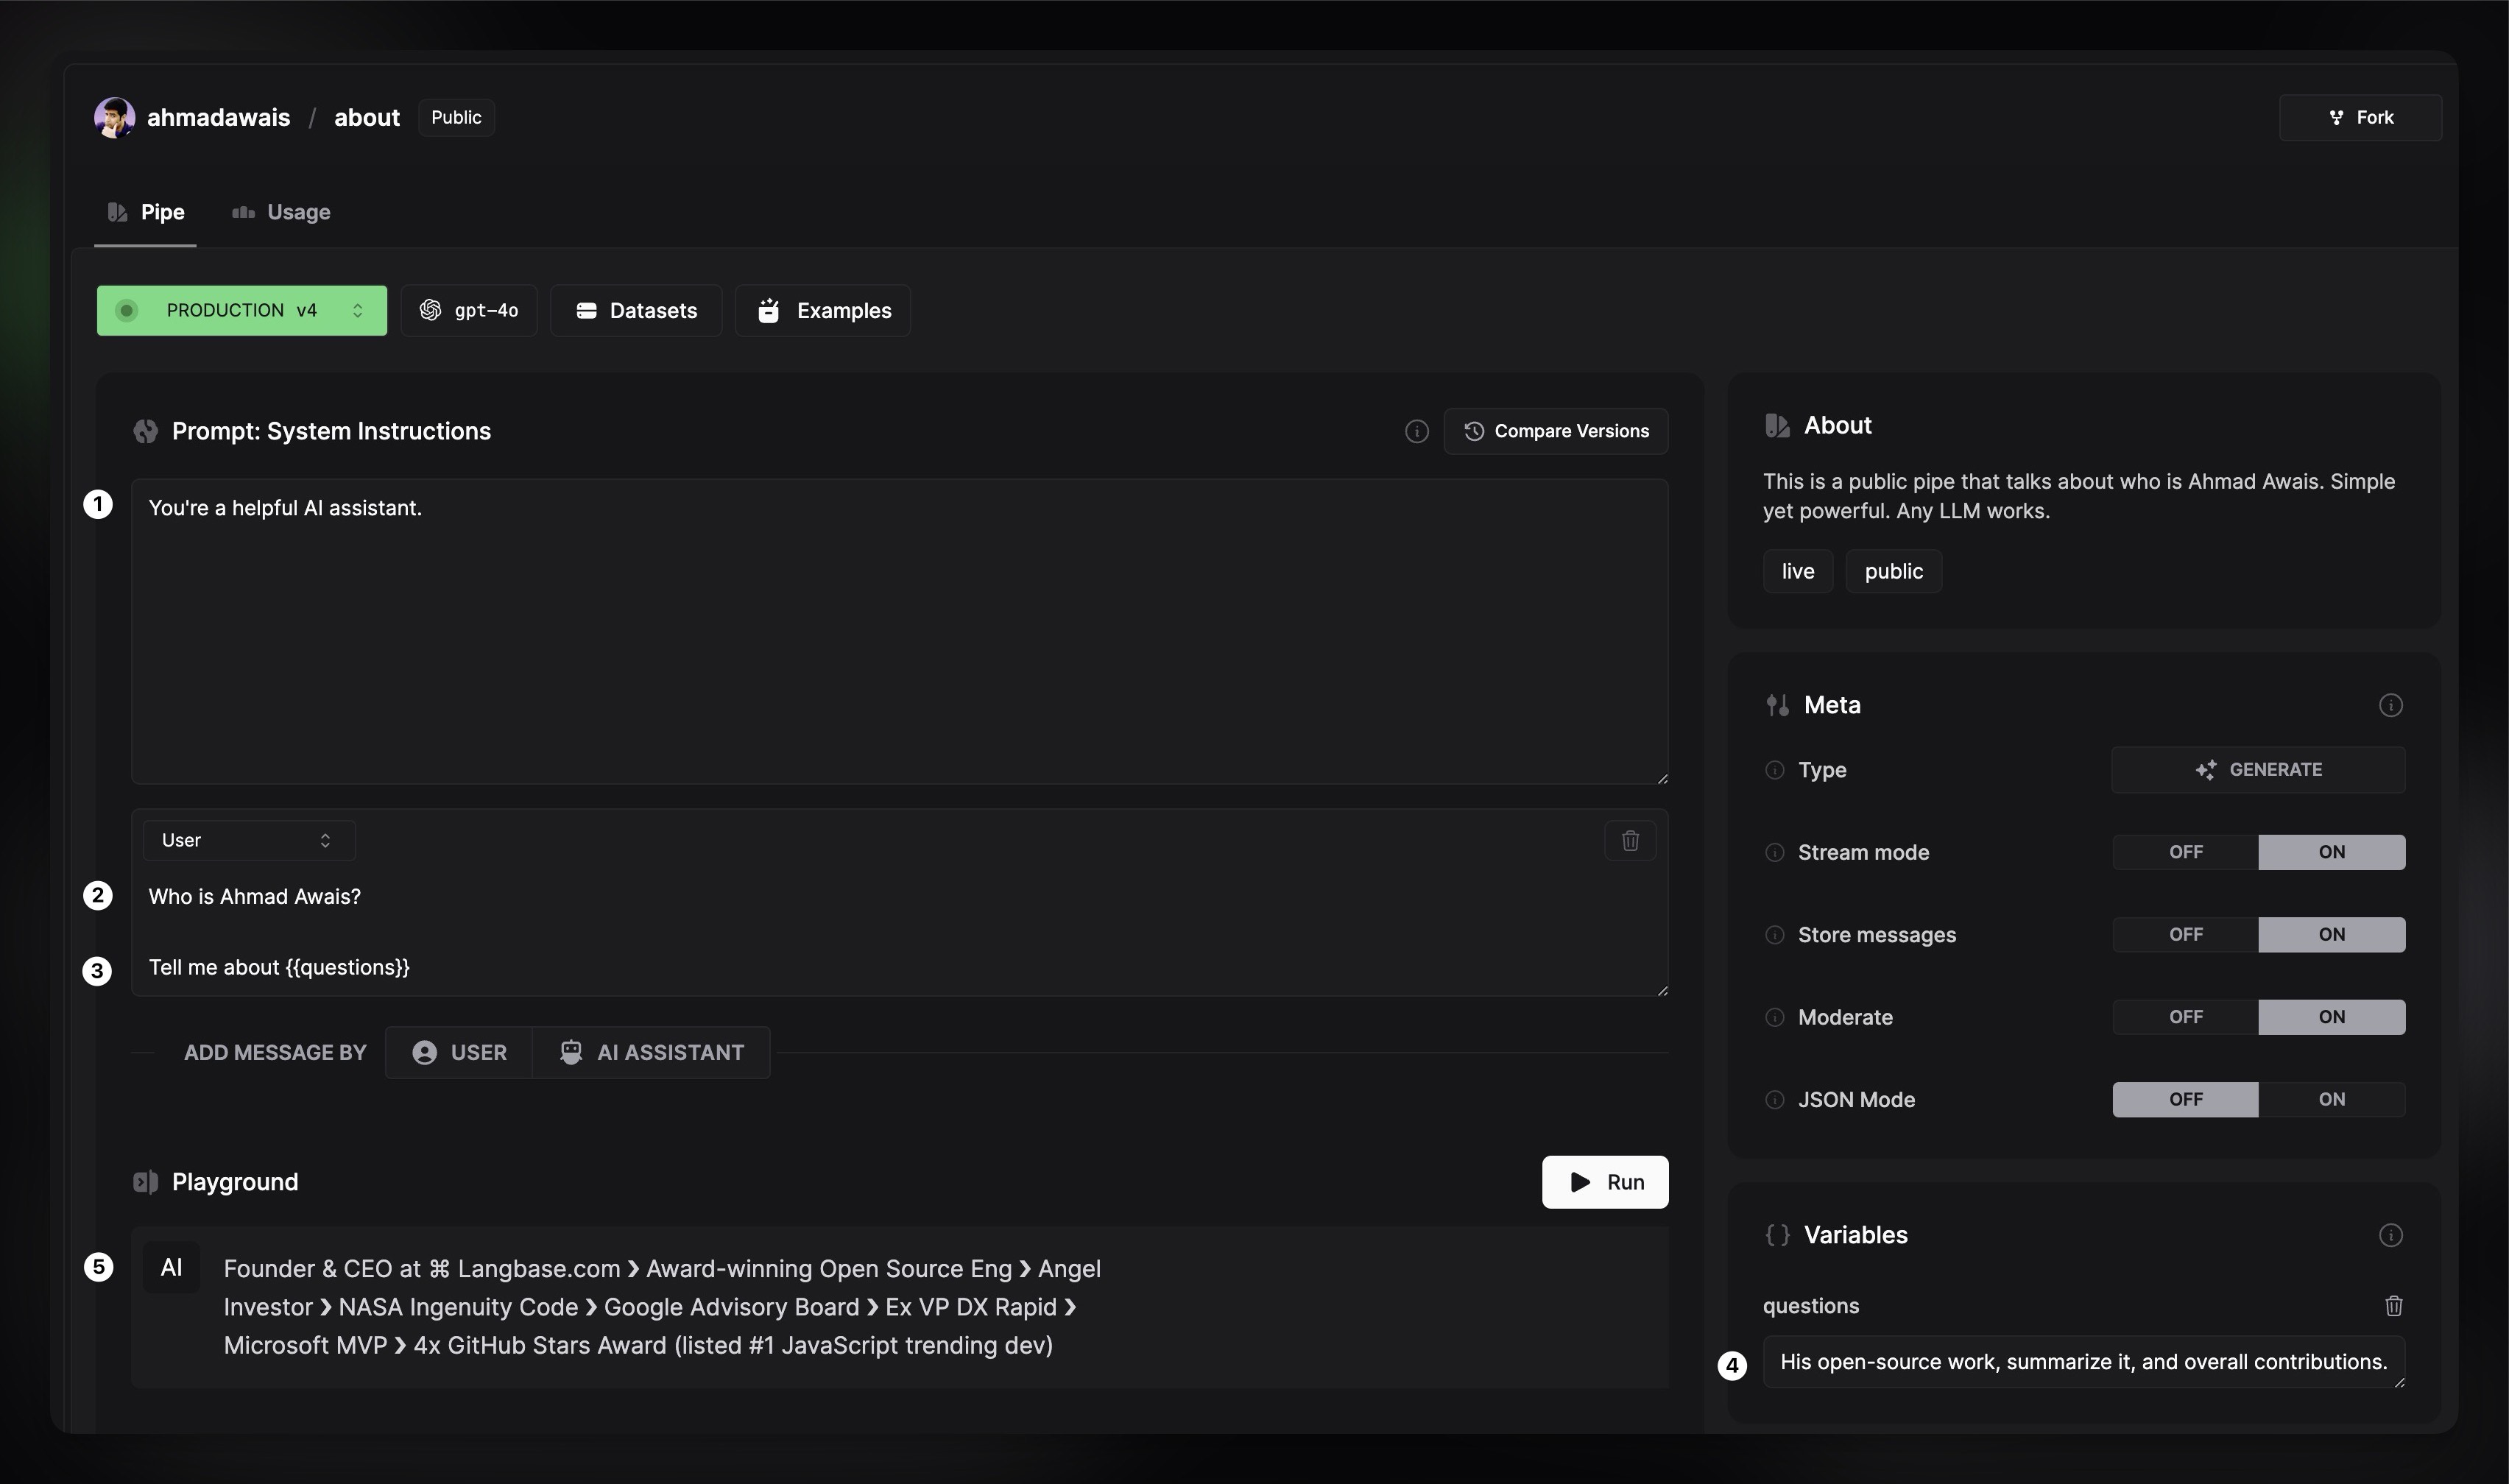 ahmadawais / about Public
Fork
Pipe Usage
PRODUCTION v4 gpt-4o Datasets Examples
Prompt: System Instructions
Compare Versions
1
You're a helpful AI assistant.
User
2
Who is Ahmad Awais?
3
Tell me about {{questions}}
ADD MESSAGE BY USER AI ASSISTANT
Playground
Run
5
AI
Founder & CEO at ⌘ Langbase.com ❯ Award-winning Open Source Eng ❯ Angel
Investor ❯ NASA Ingenuity Code ❯ Google Advisory Board ❯ Ex VP DX Rapid ❯
Microsoft MVP ❯ 4x GitHub Stars Award (listed #1 JavaScript trending dev)
About
This is a public pipe that talks about who is Ahmad Awais. Simple
yet powerful. Any LLM works.
live public
Meta
Type GENERATE
Stream mode OFF ON
Store messages OFF ON
Moderate OFF ON
JSON Mode OFF ON
{} Variables
questions
4
His open-source work, summarize it, and overall contributions.